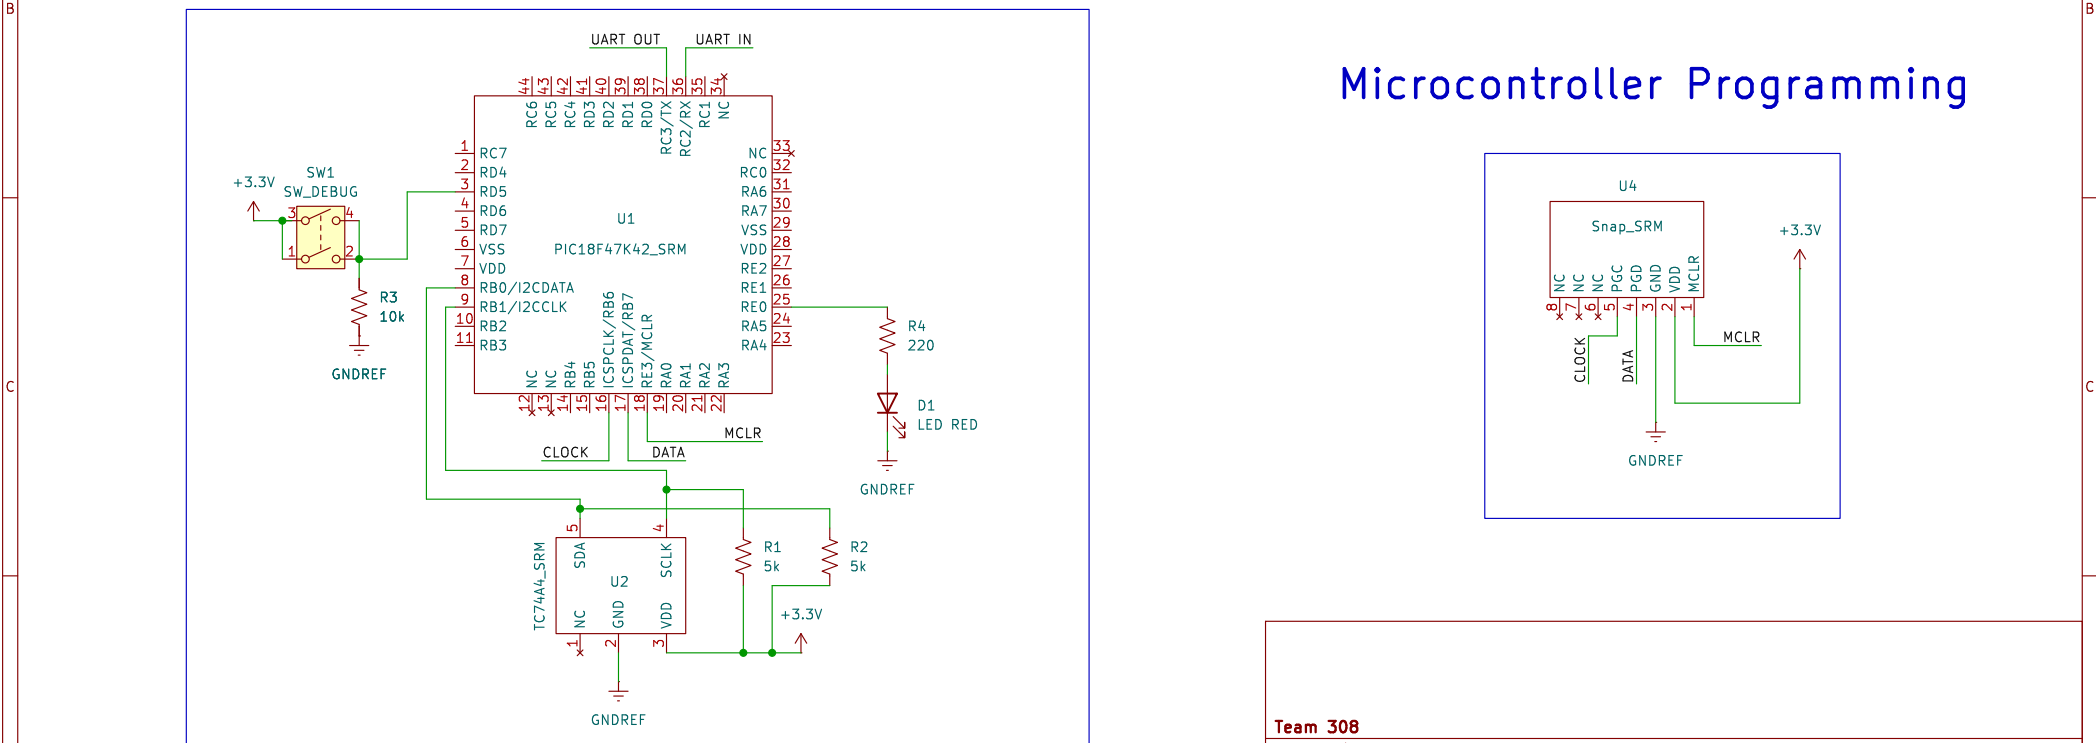 B
B
C
C
UART OUT
UART IN
44
43
42
41
40
39
38
37
36
35
34
RC6
RC5
RC4
RD3
RD2
RD1
RD0
RC3/TX
RC2/RX
RC1
NC
1 RC7
2 RD4
3 RD5
4 RD6
5 RD7
6 VSS
7 VDD
8 RB0/I2CDATA
9 RB1/I2CCLK
10 RB2
11 RB3
U1
PIC18F47K42_SRM
NC 33
RC0 32
RA6 31
RA7 30
VSS 29
VDD 28
RE2 27
RE1 26
RE0 25
RA5 24
RA4 23
NC
NC
RB4
RB5
ICSPCLK/RB6
ICSPDAT/RB7
RE3/MCLR
RA0
RA1
RA2
RA3
12
13
14
15
16
17
18
19
20
21
22
+3.3V
SW1
SW_DEBUG
3
4
1
2
R3
10k
GNDREF
CLOCK
DATA
MCLR
R4
220
D1
LED RED
GNDREF
TC74A4_SRM
5
4
SDA
SCLK
U2
NC
GND
VDD
1
2
3
GNDREF
R1
5k
R2
5k
+3.3V
Microcontroller Programming
U4
Snap_SRM
NC
NC
NC
PGC
PGD
GND
VDD
MCLR
8
7
6
5
4
3
2
1
CLOCK
DATA
MCLR
+3.3V
GNDREF
Team 308